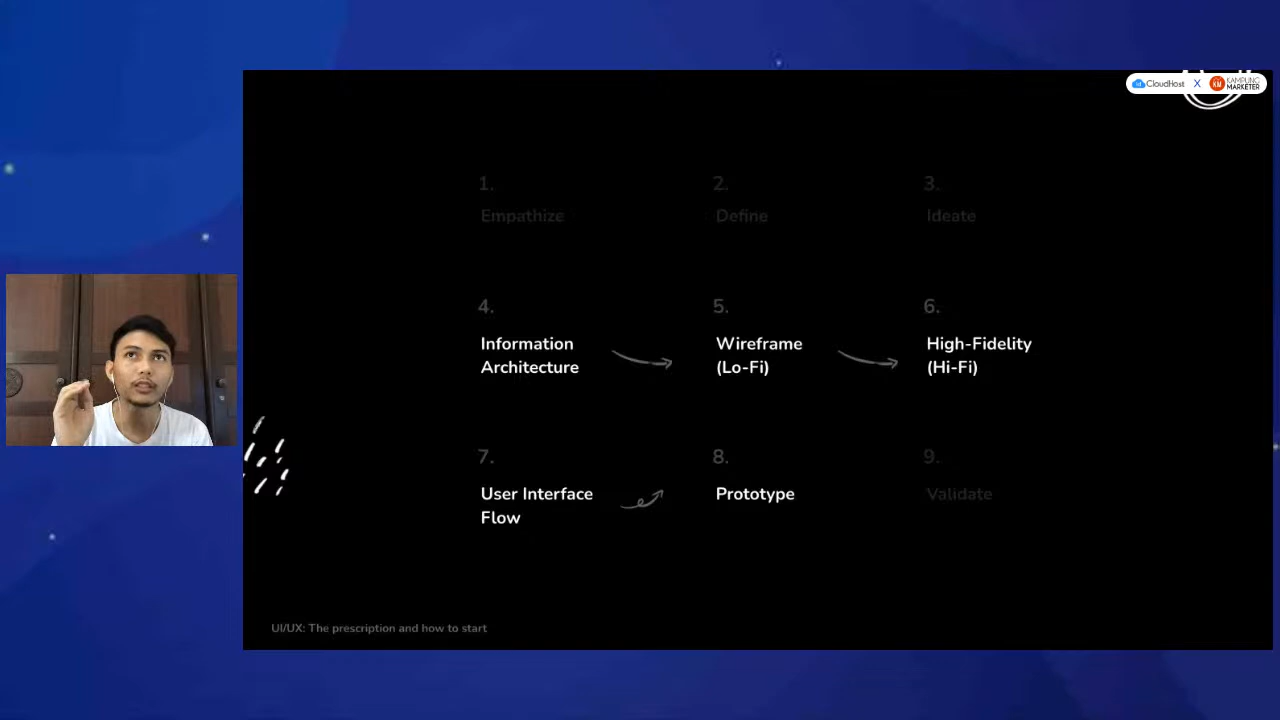 CloudHost X KAMPUNG MARKETER
1. 2. 3.
Empathize Define Ideate
4. 5. 6.
Information Architecture
Wireframe (Lo-Fi)
High-Fidelity (Hi-Fi)
7. 8. 9.
User Interface Flow
Prototype
Validate
UI/UX: The prescription and how to start